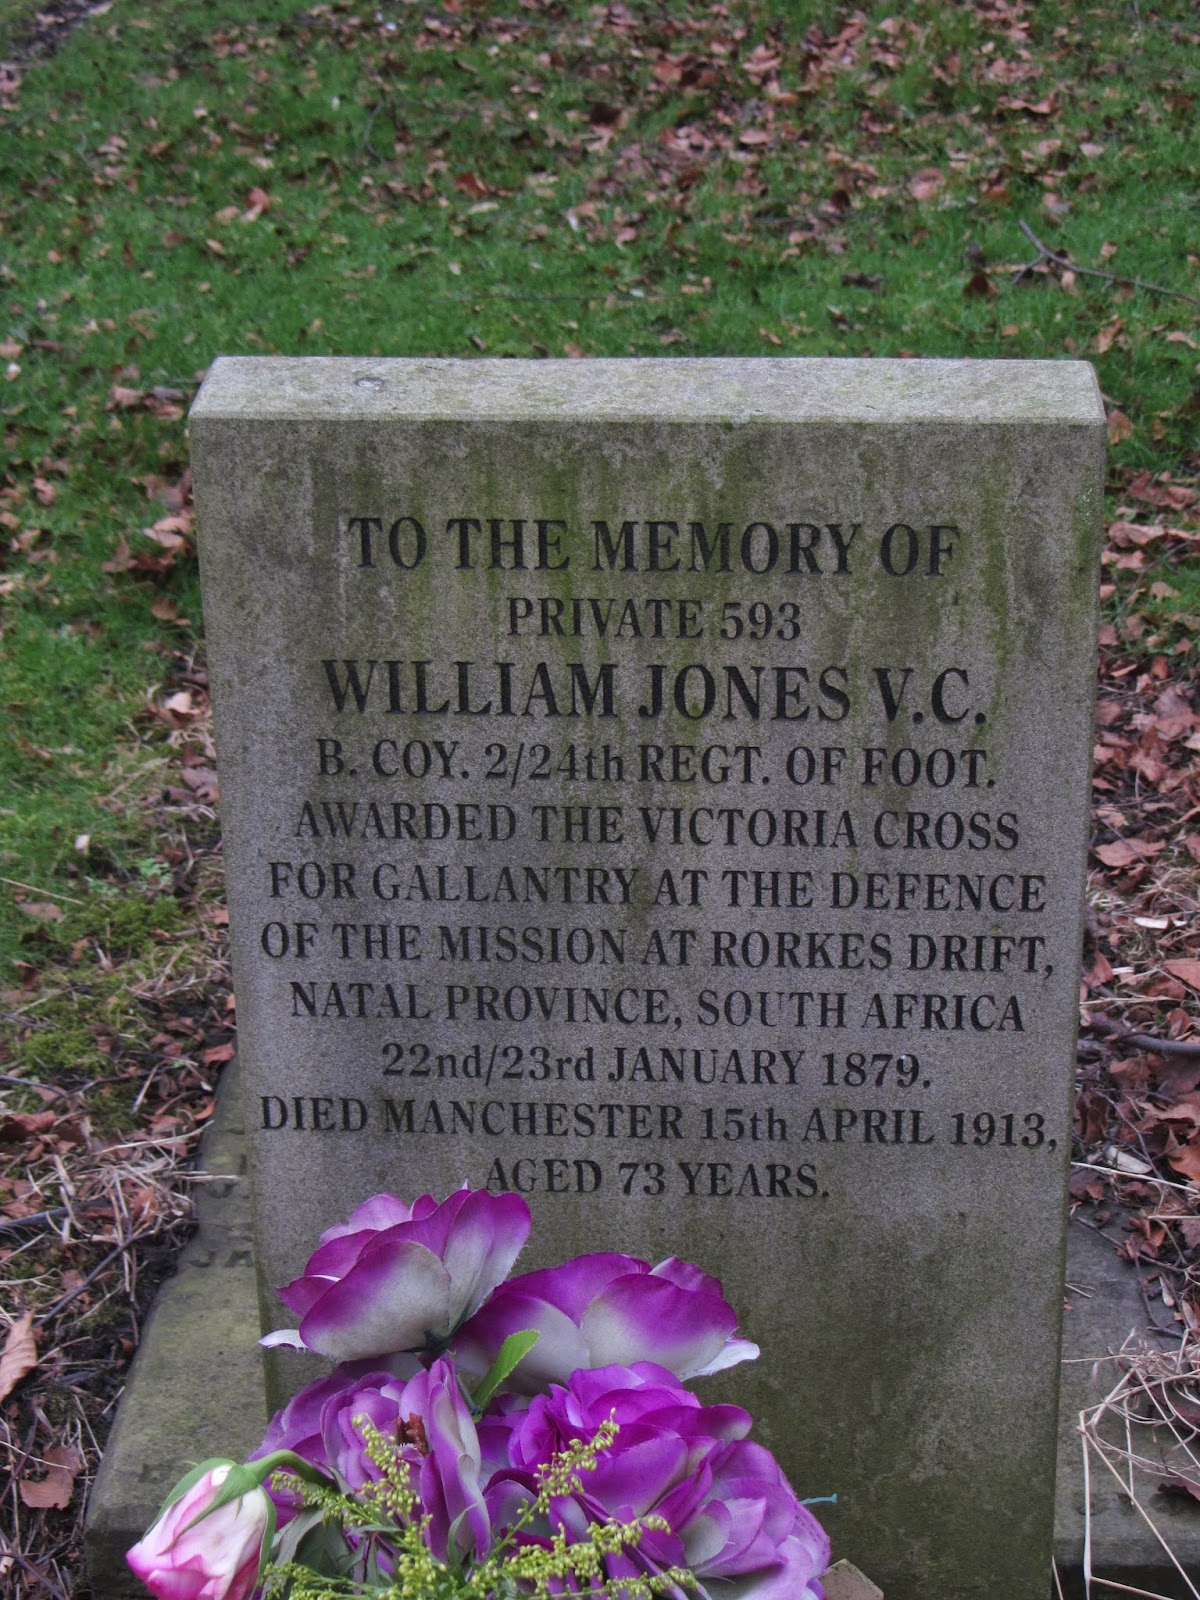 TO THE MEMORY OF
PRIVATE 593
WILLIAM JONES V.C.
B. COY. 2/24th REGT. OF FOOT.
AWARDED THE VICTORIA CROSS
FOR GALLANTRY AT THE DEFENCE
OF THE MISSION AT RORKES DRIFT,
NATAL PROVINCE, SOUTH AFRICA
22nd/23rd JANUARY 1879.
DIED MANCHESTER 15th APRIL 1913,
AGED 73 YEARS.